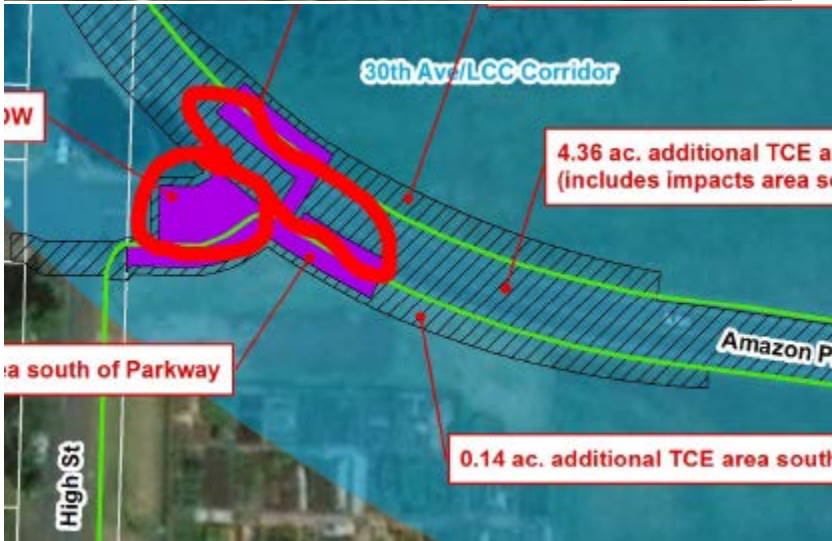 30th Ave/LCC Corridor
OW
4.36 ac. additional TCE a
(includes impacts area s
Amazon P
ea south of Parkway
0.14 ac. additional TCE area south
High St